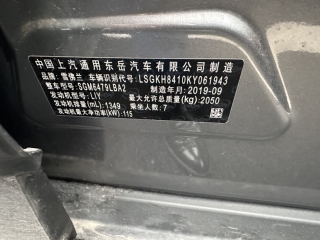 中国上汽通用东岳汽车有限公司制造
品牌：雪佛兰 车辆识别代号：LSGKH8410KY061943
整车型号：SGM6479LBA2 制造年月：2019-09
发动机型号：LIY 最大允许总质量(kg)：2050
发动机排量(mL)：1349 乘坐人数：7
发动机最大净功率(kW)：115